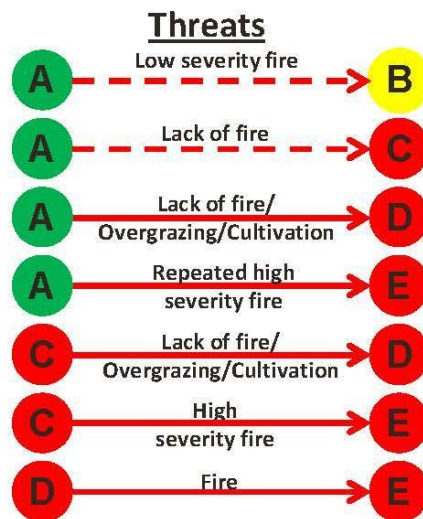 Threats
A Low severity fire B
A Lack of fire C
A Lack of fire/ D
Overgrazing/Cultivation
A Repeated high E
severity fire
C Lack of fire/ D
Overgrazing/Cultivation
C High E
severity fire
D Fire E